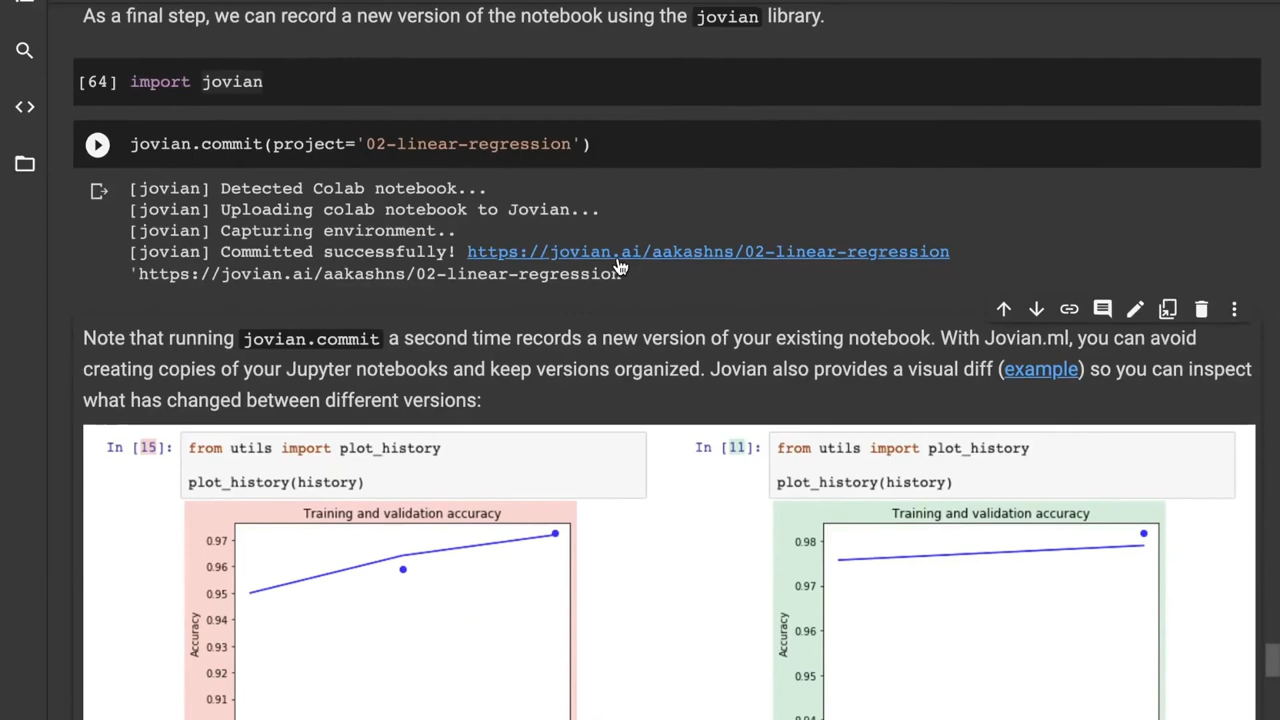 As a final step, we can record a new version of the notebook using the jovian library.
[64] import jovian
jovian.commit(project='02-linear-regression')
[jovian] Detected Colab notebook...
[jovian] Uploading colab notebook to Jovian...
[jovian] Capturing environment..
[jovian] Committed successfully! https://jovian.ai/aakashns/02-linear-regression
'https://jovian.ai/aakashns/02-linear-regression
Note that running jovian.commit a second time records a new version of your existing notebook. With Jovian.ml, you can avoid
creating copies of your Jupyter notebooks and keep versions organized. Jovian also provides a visual diff (example) so you can inspect
what has changed between different versions:
In [15]: from utils import plot_history
plot_history(history)
Training and validation accuracy
0.97
0.96
0.95
0.94
0.93
0.92
0.91
Accuracy
In [11]: from utils import plot_history
plot_history(history)
Training and validation accuracy
0.98
0.97
0.96
0.95
Accuracy